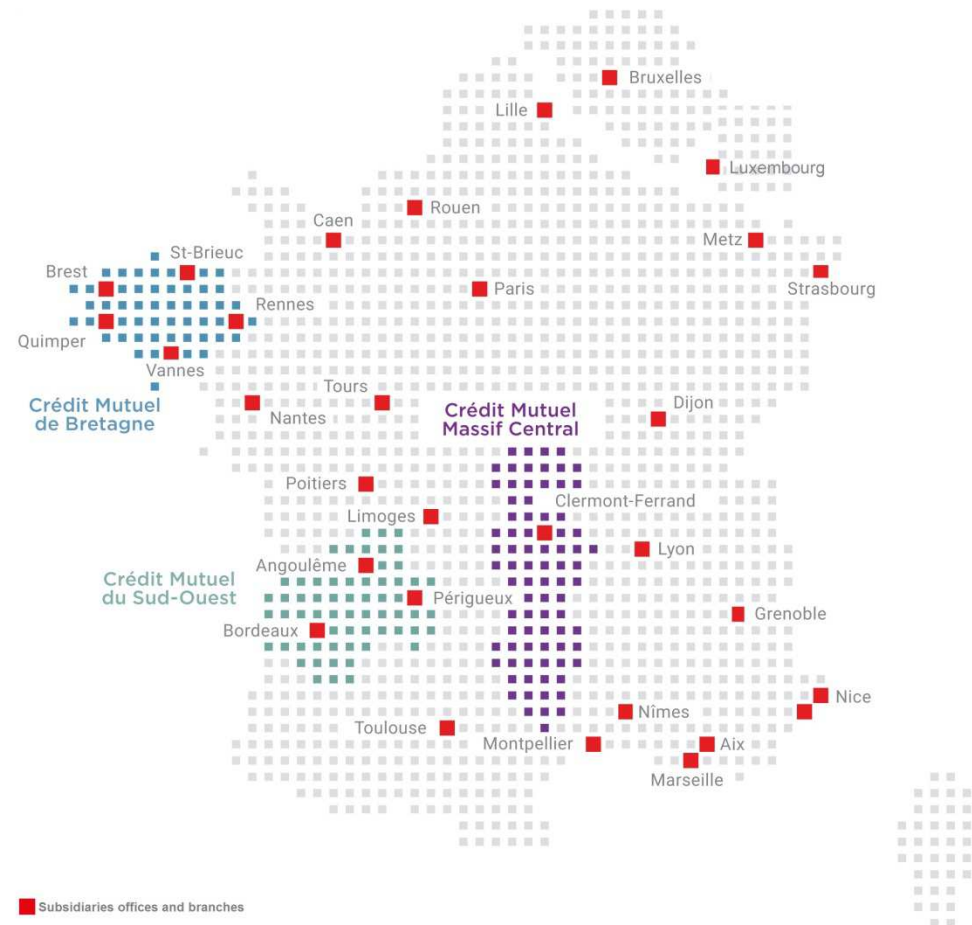 Bruxelles
Lille
Luxembourg
Rouen
Caen
Metz
St-Brieuc
Brest
Strasbourg
Paris
Rennes
Quimper
Vannes
Tours
Crédit Mutuel
de Bretagne
Nantes
Crédit Mutuel
Massif Central
Dijon
Poitiers
Clermont-Ferrand
Limoges
Lyon
Angoulême
Crédit Mutuel
du Sud-Ouest
Périgueux
Grenoble
Bordeaux
Nice
Nîmes
Toulouse
Montpellier
Aix
Marseille
Subsidiaries offices and branches